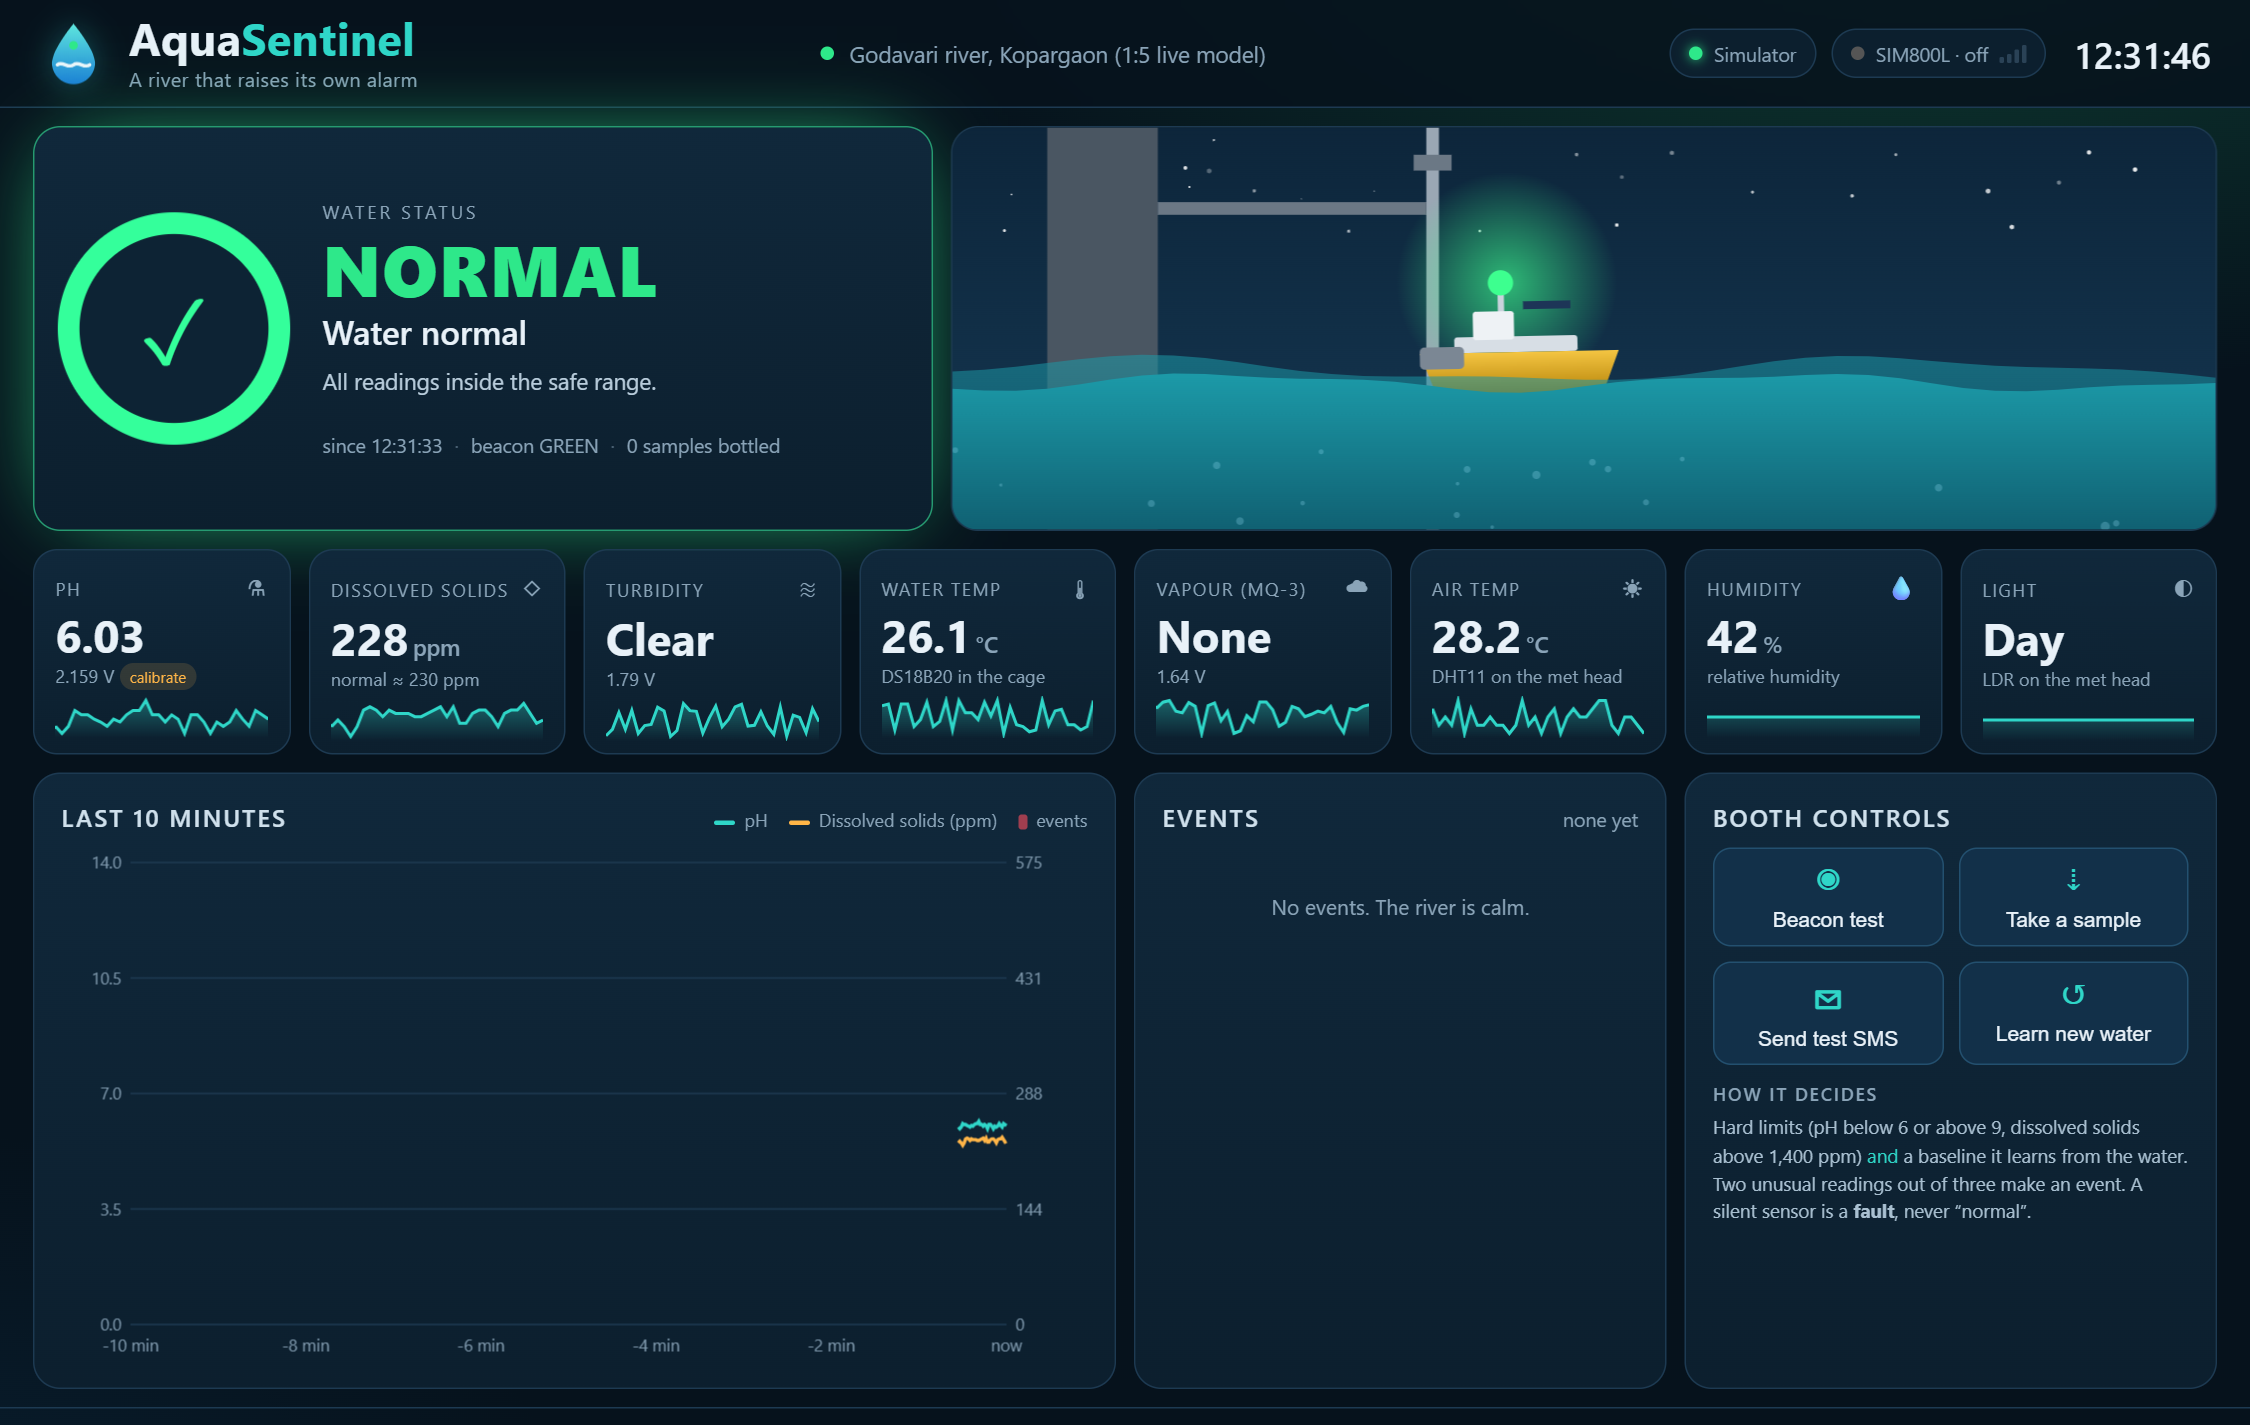 AquaSentinel
A river that raises its own alarm
Godavari river, Kopargaon (1:5 live model)
Simulator
SIM800L · off
12:31:46
WATER STATUS
NORMAL
Water normal
All readings inside the safe range.
since 12:31:33 · beacon GREEN · 0 samples bottled
PH
6.03
2.159 V calibrate
DISSOLVED SOLIDS
228 ppm
normal ≈ 230 ppm
TURBIDITY
Clear
1.79 V
WATER TEMP
26.1 °C
DS18B20 in the cage
VAPOUR (MQ-3)
None
1.64 V
AIR TEMP
28.2 °C
DHT11 on the met head
HUMIDITY
42 %
relative humidity
LIGHT
Day
LDR on the met head
LAST 10 MINUTES
pH Dissolved solids (ppm) events
14.0 575
10.5 431
7.0 288
3.5 144
0.0 0
-10 min -8 min -6 min -4 min -2 min now
EVENTS
none yet
No events. The river is calm.
BOOTH CONTROLS
Beacon test
Take a sample
Send test SMS
Learn new water
HOW IT DECIDES
Hard limits (pH below 6 or above 9, dissolved solids
above 1,400 ppm) and a baseline it learns from the water.
Two unusual readings out of three make an event. A
silent sensor is a fault, never “normal”.